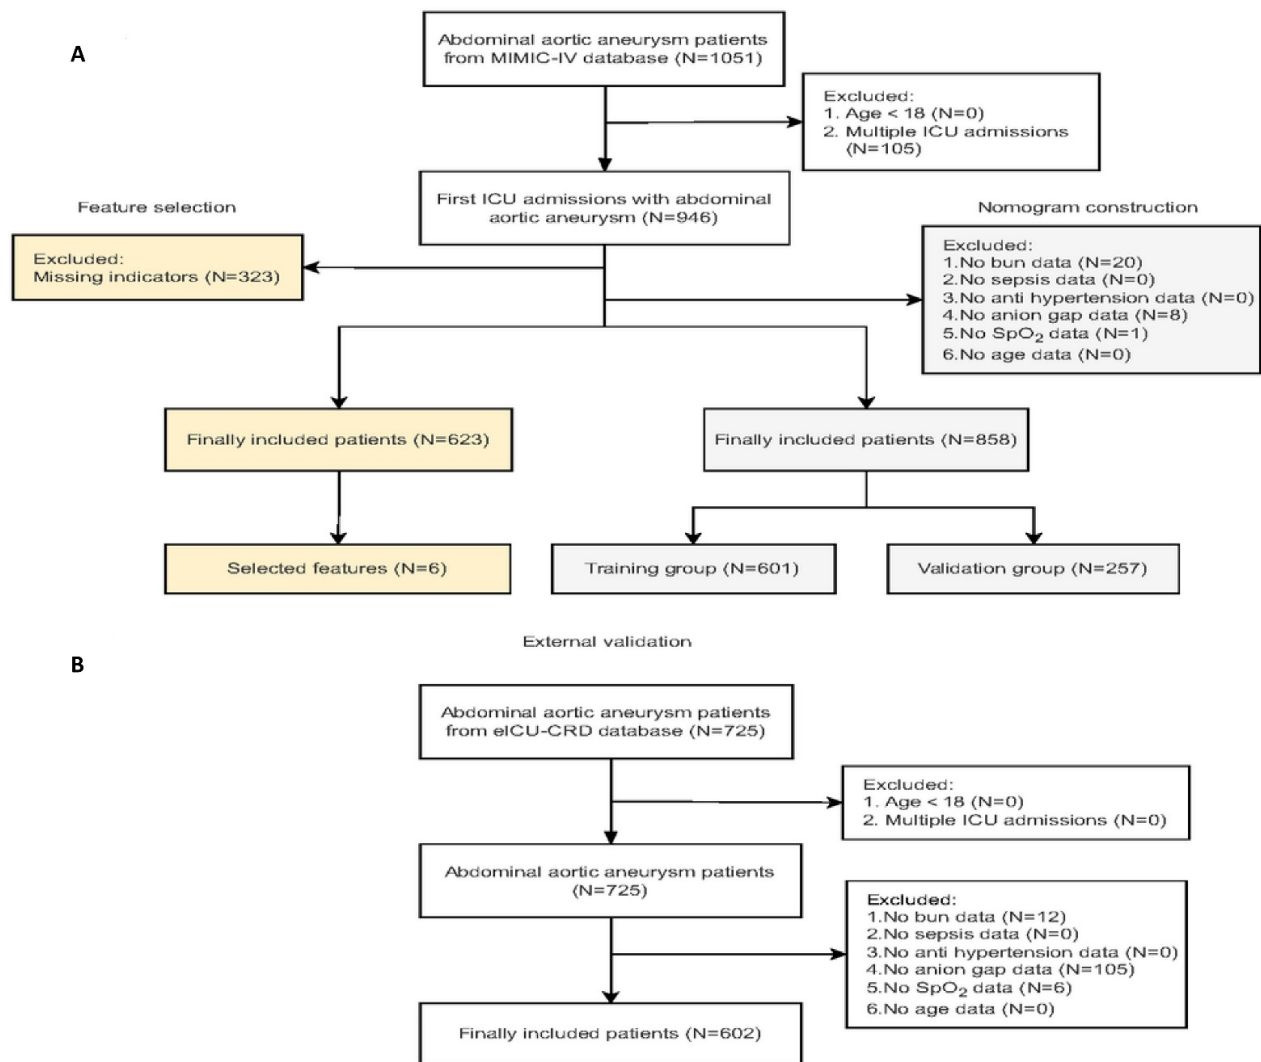 A
Abdominal aortic aneurysm patients
from MIMIC-IV database (N=1051)
Excluded:
1. Age < 18 (N=0)
2. Multiple ICU admissions
(N=105)
First ICU admissions with abdominal
aortic aneurysm (N=946)
Feature selection
Excluded:
Missing indicators (N=323)
Nomogram construction
Excluded:
1.No bun data (N=20)
2.No sepsis data (N=0)
3.No anti hypertension data (N=0)
4.No anion gap data (N=8)
5.No SpO₂ data (N=1)
6.No age data (N=0)
Finally included patients (N=623)
Finally included patients (N=858)
Selected features (N=6)
Training group (N=601)
Validation group (N=257)
External validation
B
Abdominal aortic aneurysm patients
from eICU-CRD database (N=725)
Excluded:
1. Age < 18 (N=0)
2. Multiple ICU admissions (N=0)
Abdominal aortic aneurysm patients
(N=725)
Excluded:
1.No bun data (N=12)
2.No sepsis data (N=0)
3.No anti hypertension data (N=0)
4.No anion gap data (N=105)
5.No SpO₂ data (N=6)
6.No age data (N=0)
Finally included patients (N=602)